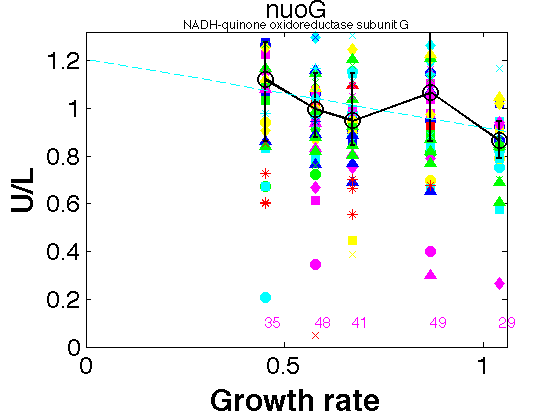 nuoG
NADH-quinone oxidoreductase subunit G
1.2
1
0.8
0.6
0.4
0.2
0
U/L
35 48 41 49 29
0 0.5 1
Growth rate